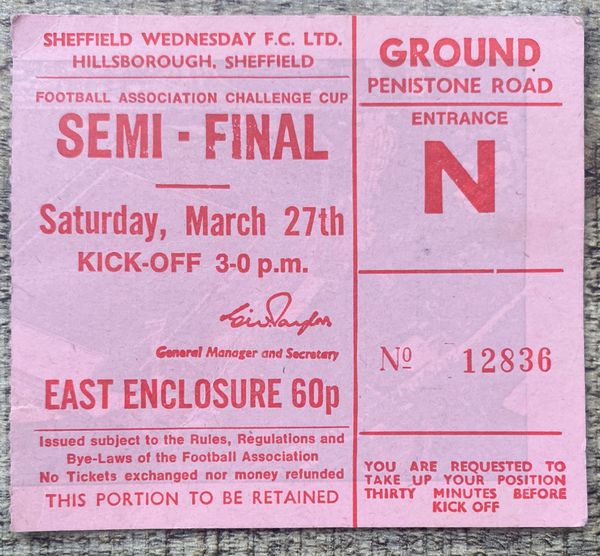 SHEFFIELD WEDNESDAY F.C. LTD.
HILLSBOROUGH, SHEFFIELD
FOOTBALL ASSOCIATION CHALLENGE CUP
SEMI · FINAL
Saturday, March 27th
KICK-OFF 3-0 p.m.
General Manager and Secretary
EAST ENCLOSURE 60p
Issued subject to the Rules, Regulations and
Bye-Laws of the Football Association
No Tickets exchanged nor money refunded
THIS PORTION TO BE RETAINED
GROUND
PENISTONE ROAD
ENTRANCE
N
Nº 12836
YOU ARE REQUESTED TO
TAKE UP YOUR POSITION
THIRTY MINUTES BEFORE
KICK OFF